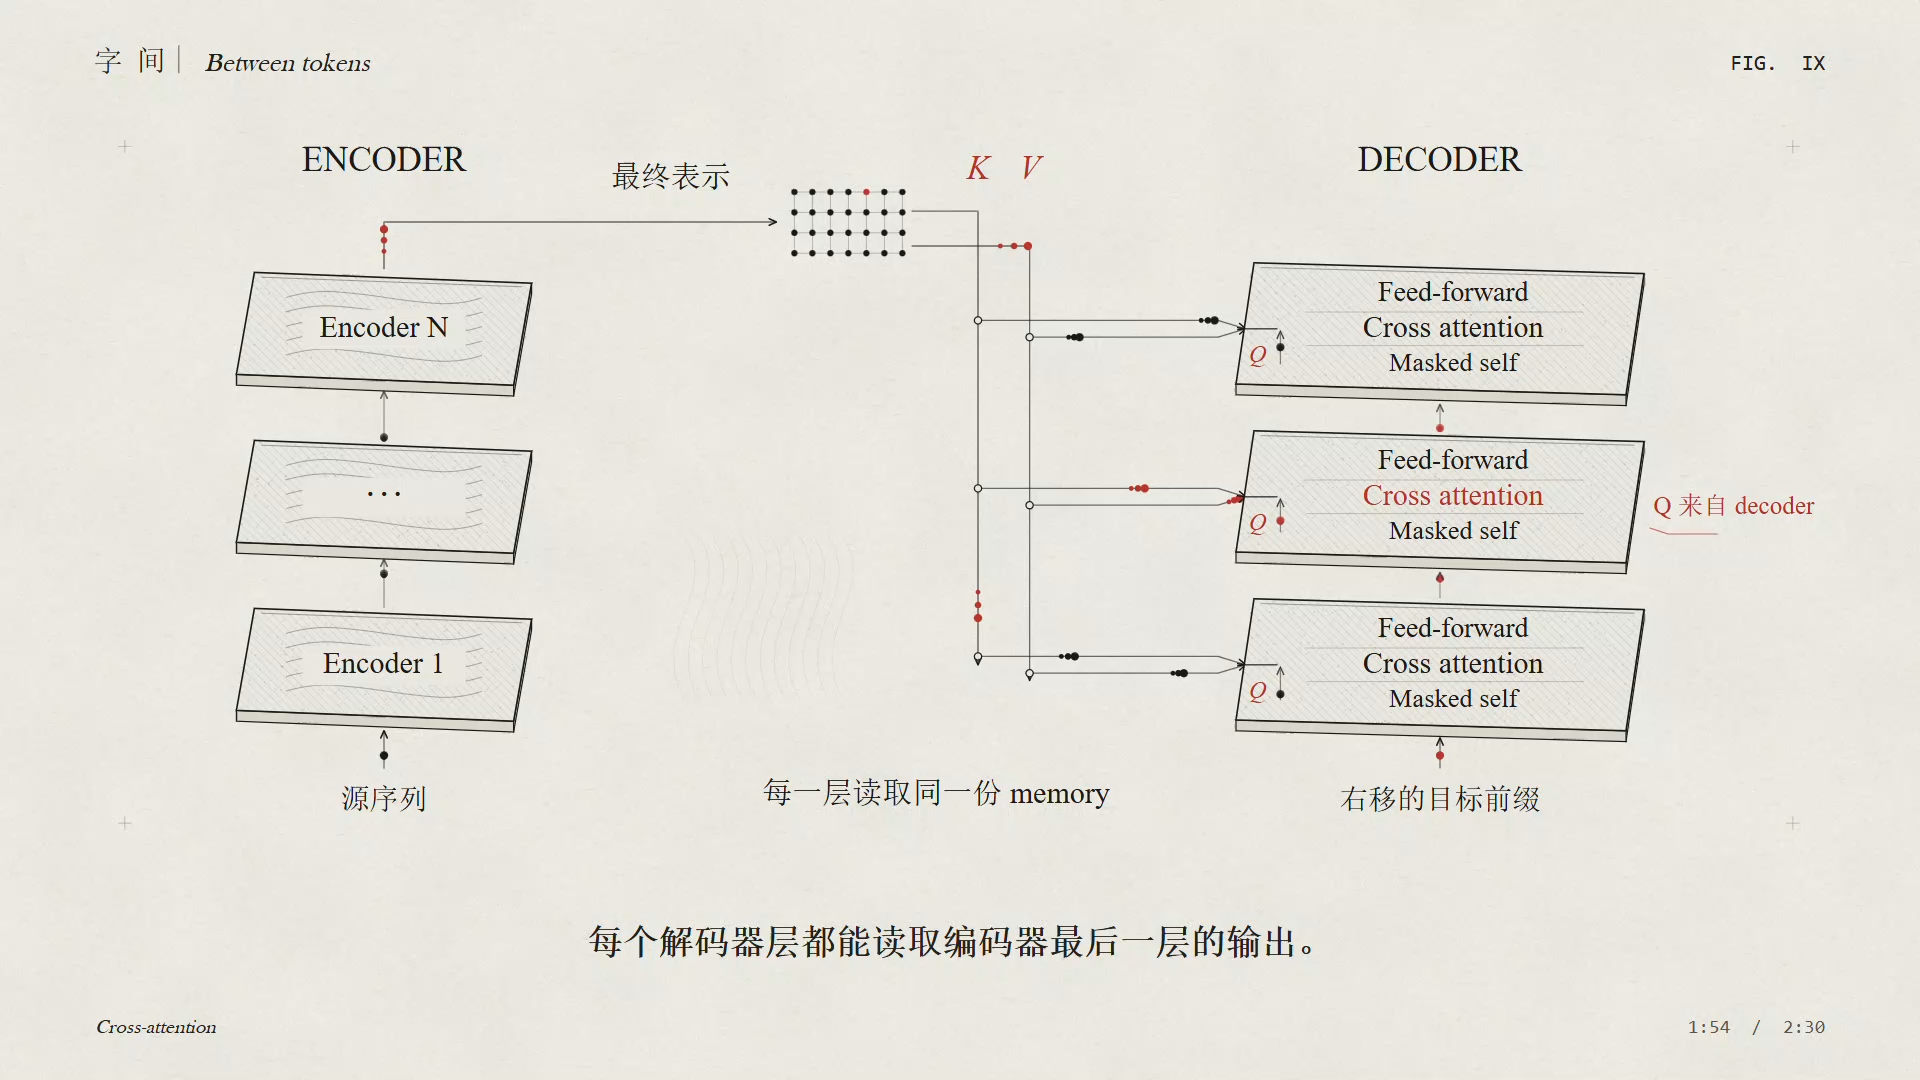 字 间 | Between tokens
FIG. IX
ENCODER
最终表示
K V
DECODER
Encoder N
...
Encoder 1
源序列
Feed-forward
Cross attention
Masked self
Q
Feed-forward
Cross attention
Masked self
Q
Q 来自 decoder
Feed-forward
Cross attention
Masked self
Q
每一层读取同一份 memory
右移的目标前缀
每个解码器层都能读取编码器最后一层的输出。
Cross-attention
1:54 / 2:30